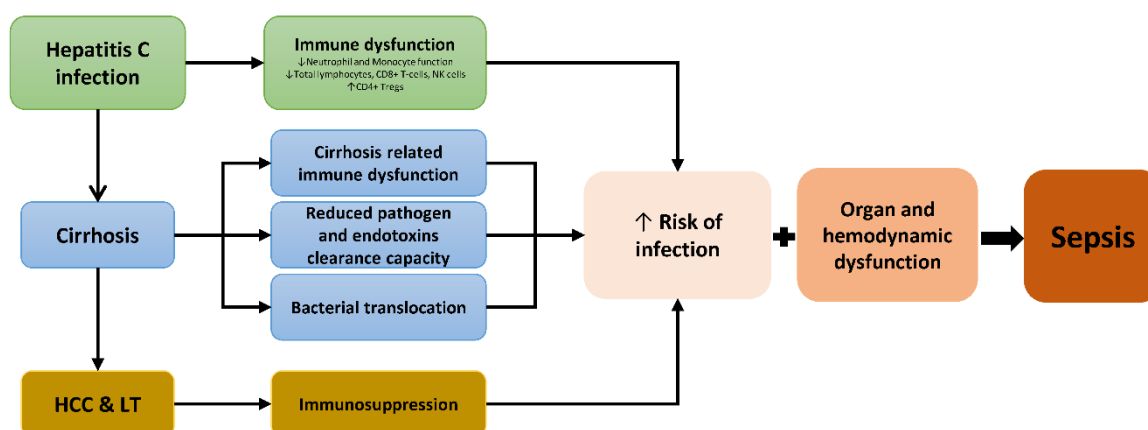 Hepatitis C
infection
Immune dysfunction
↓Neutrophil and Monocyte function
↓Total lymphocytes, CD8+ T-cells, NK cells
↑CD4+ Tregs
Cirrhosis
Cirrhosis related
immune dysfunction
Reduced pathogen
and endotoxins
clearance capacity
Bacterial translocation
HCC & LT
Immunosuppression
↑ Risk of
infection
+
Organ and
hemodynamic
dysfunction
Sepsis